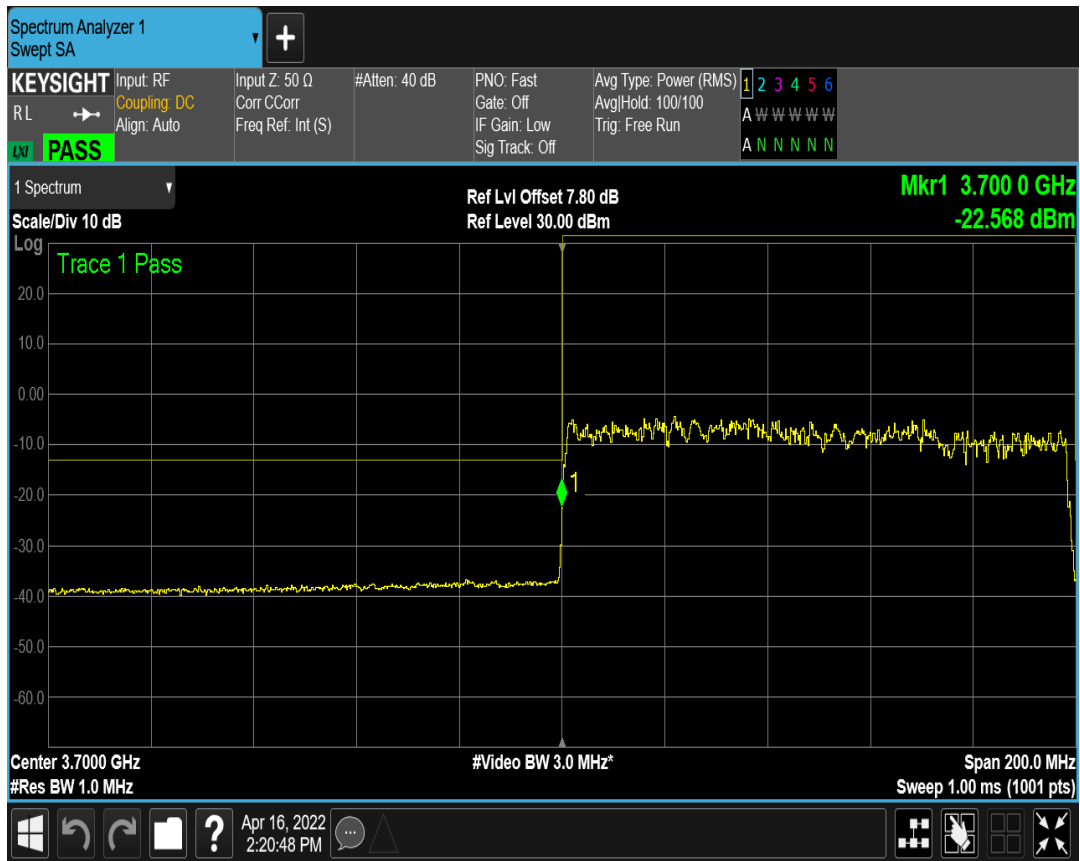 Spectrum Analyzer 1
Swept SA
+
KEYSIGHT
RL
LXI PASS
Input: RF
Coupling: DC
Align: Auto
Input Z: 50 Ω
Corr CCorr
Freq Ref: Int (S)
#Atten: 40 dB
PNO: Fast
Gate: Off
IF Gain: Low
Sig Track: Off
Avg Type: Power (RMS)
Avg|Hold: 100/100
Trig: Free Run
1 2 3 4 5 6
A W W W W W
A N N N N N
1 Spectrum
Scale/Div 10 dB
Ref Lvl Offset 7.80 dB
Ref Level 30.00 dBm
Mkr1 3.700 0 GHz
-22.568 dBm
Log
Trace 1 Pass
20.0
10.0
0.00
-10.0
1
-20.0
-30.0
-40.0
-50.0
-60.0
Center 3.7000 GHz
#Res BW 1.0 MHz
#Video BW 3.0 MHz*
Span 200.0 MHz
Sweep 1.00 ms (1001 pts)
?
Apr 16, 2022
2:20:48 PM